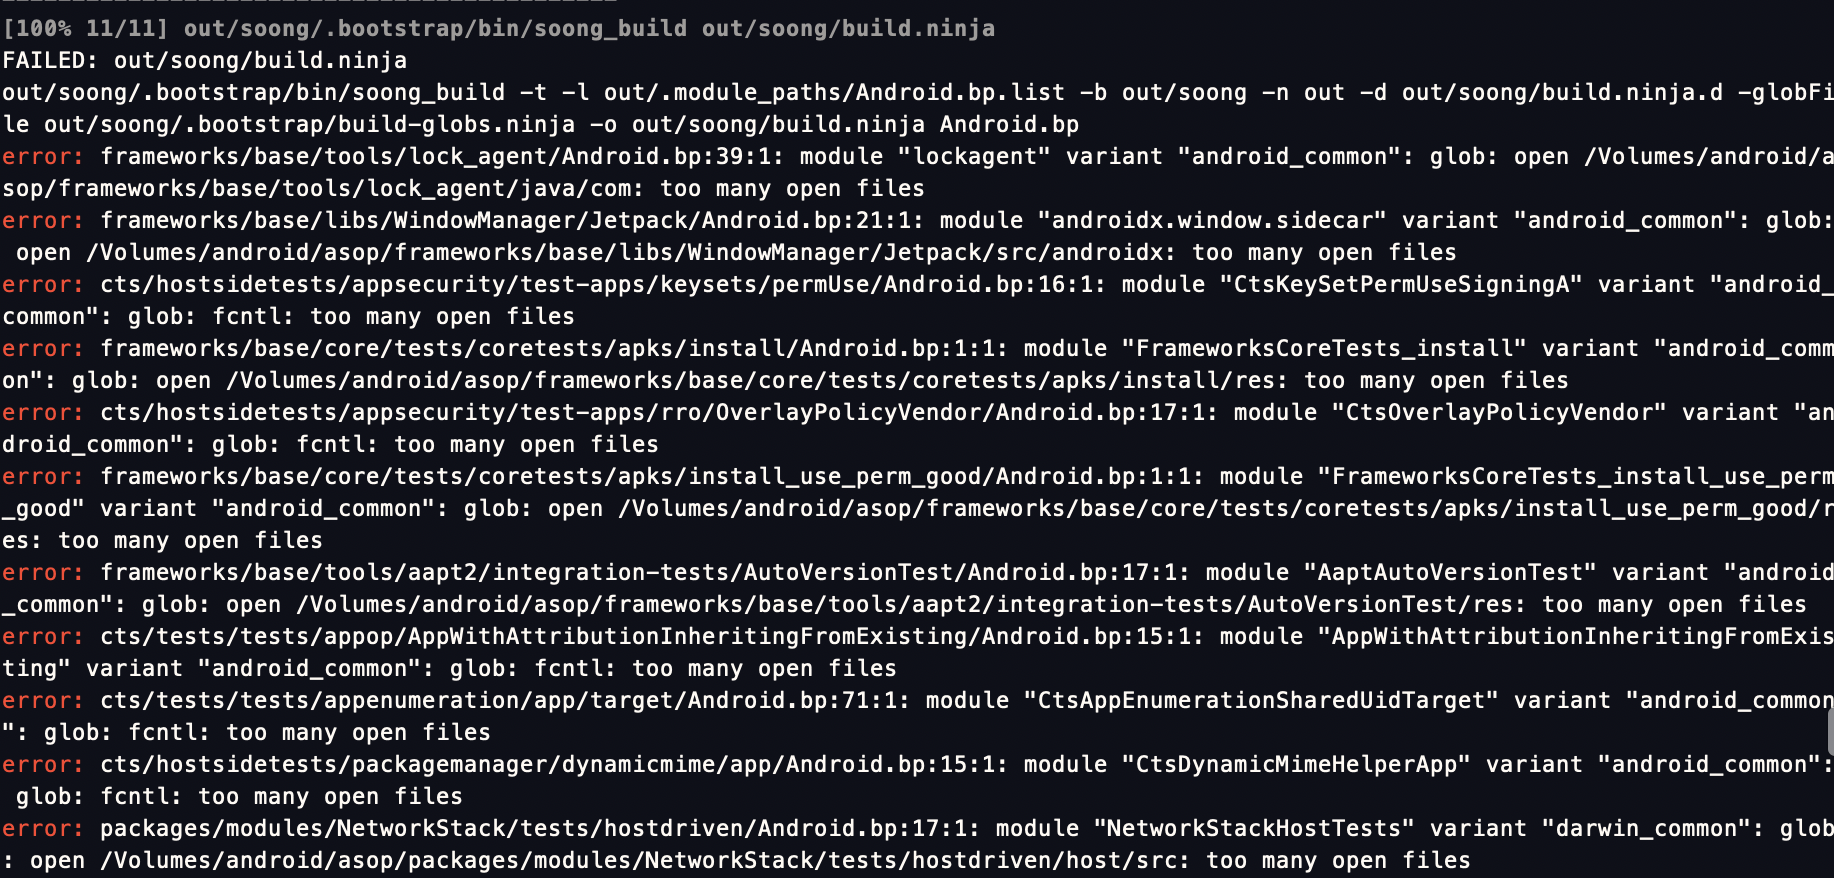 [100% 11/11] out/soong/.bootstrap/bin/soong_build out/soong/build.ninja
FAILED: out/soong/build.ninja
out/soong/.bootstrap/bin/soong_build -t -l out/.module_paths/Android.bp.list -b out/soong -n out -d out/soong/build.ninja.d -globFi
le out/soong/.bootstrap/build-globs.ninja -o out/soong/build.ninja Android.bp
error: frameworks/base/tools/lock_agent/Android.bp:39:1: module "lockagent" variant "android_common": glob: open /Volumes/android/a
sop/frameworks/base/tools/lock_agent/java/com: too many open files
error: frameworks/base/libs/WindowManager/Jetpack/Android.bp:21:1: module "androidx.window.sidecar" variant "android_common": glob:
 open /Volumes/android/asop/frameworks/base/libs/WindowManager/Jetpack/src/androidx: too many open files
error: cts/hostsidetests/appsecurity/test-apps/keysets/permUse/Android.bp:16:1: module "CtsKeySetPermUseSigningA" variant "android_
common": glob: fcntl: too many open files
error: frameworks/base/core/tests/coretests/apks/install/Android.bp:1:1: module "FrameworksCoreTests_install" variant "android_comm
on": glob: open /Volumes/android/asop/frameworks/base/core/tests/coretests/apks/install/res: too many open files
error: cts/hostsidetests/appsecurity/test-apps/rro/OverlayPolicyVendor/Android.bp:17:1: module "CtsOverlayPolicyVendor" variant "an
droid_common": glob: fcntl: too many open files
error: frameworks/base/core/tests/coretests/apks/install_use_perm_good/Android.bp:1:1: module "FrameworksCoreTests_install_use_perm
_good" variant "android_common": glob: open /Volumes/android/asop/frameworks/base/core/tests/coretests/apks/install_use_perm_good/r
es: too many open files
error: frameworks/base/tools/aapt2/integration-tests/AutoVersionTest/Android.bp:17:1: module "AaptAutoVersionTest" variant "android
_common": glob: open /Volumes/android/asop/frameworks/base/tools/aapt2/integration-tests/AutoVersionTest/res: too many open files
error: cts/tests/tests/appop/AppWithAttributionInheritingFromExisting/Android.bp:15:1: module "AppWithAttributionInheritingFromExis
ting" variant "android_common": glob: fcntl: too many open files
error: cts/tests/tests/appenumeration/app/target/Android.bp:71:1: module "CtsAppEnumerationSharedUidTarget" variant "android_common
": glob: fcntl: too many open files
error: cts/hostsidetests/packagemanager/dynamicmime/app/Android.bp:15:1: module "CtsDynamicMimeHelperApp" variant "android_common":
 glob: fcntl: too many open files
error: packages/modules/NetworkStack/tests/hostdriven/Android.bp:17:1: module "NetworkStackHostTests" variant "darwin_common": glob
: open /Volumes/android/asop/packages/modules/NetworkStack/tests/hostdriven/host/src: too many open files